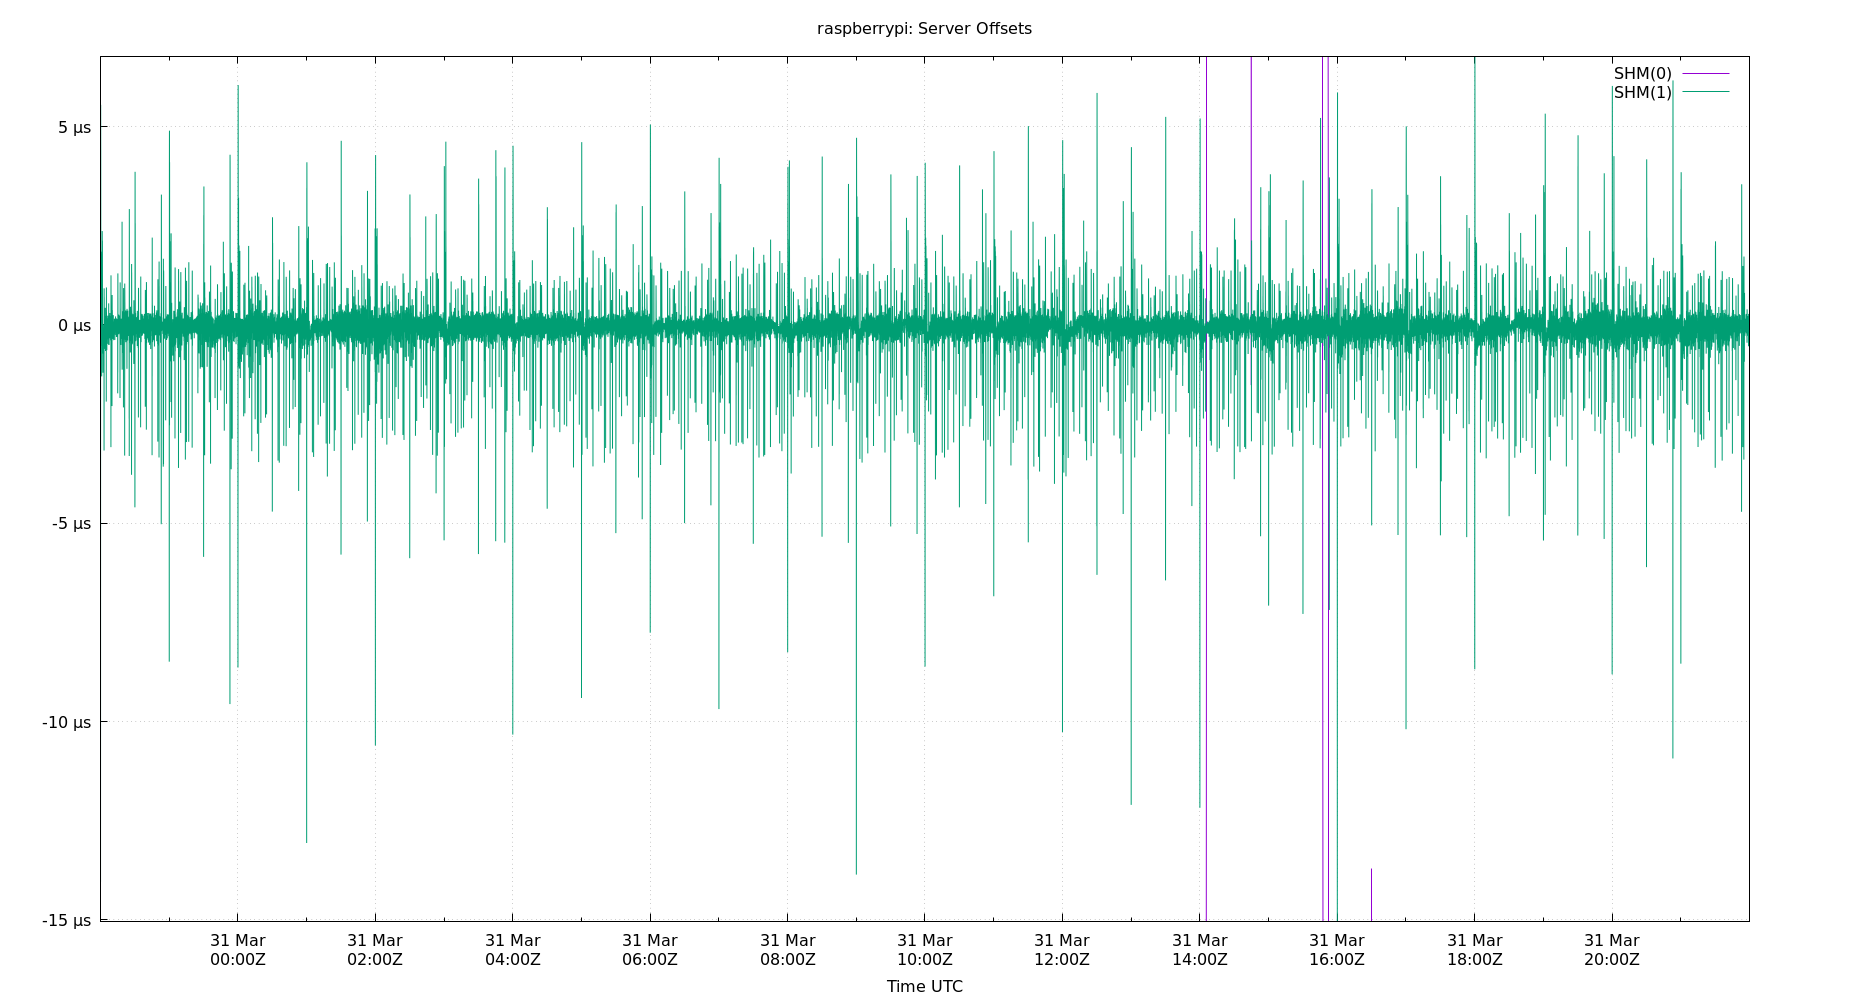 raspberrypi: Server Offsets
SHM(0)
SHM(1)
5 µs
0 µs
-5 µs
-10 µs
-15 µs
31 Mar 31 Mar 31 Mar 31 Mar 31 Mar 31 Mar 31 Mar 31 Mar 31 Mar 31 Mar 31 Mar
00:00Z 02:00Z 04:00Z 06:00Z 08:00Z 10:00Z 12:00Z 14:00Z 16:00Z 18:00Z 20:00Z
Time UTC